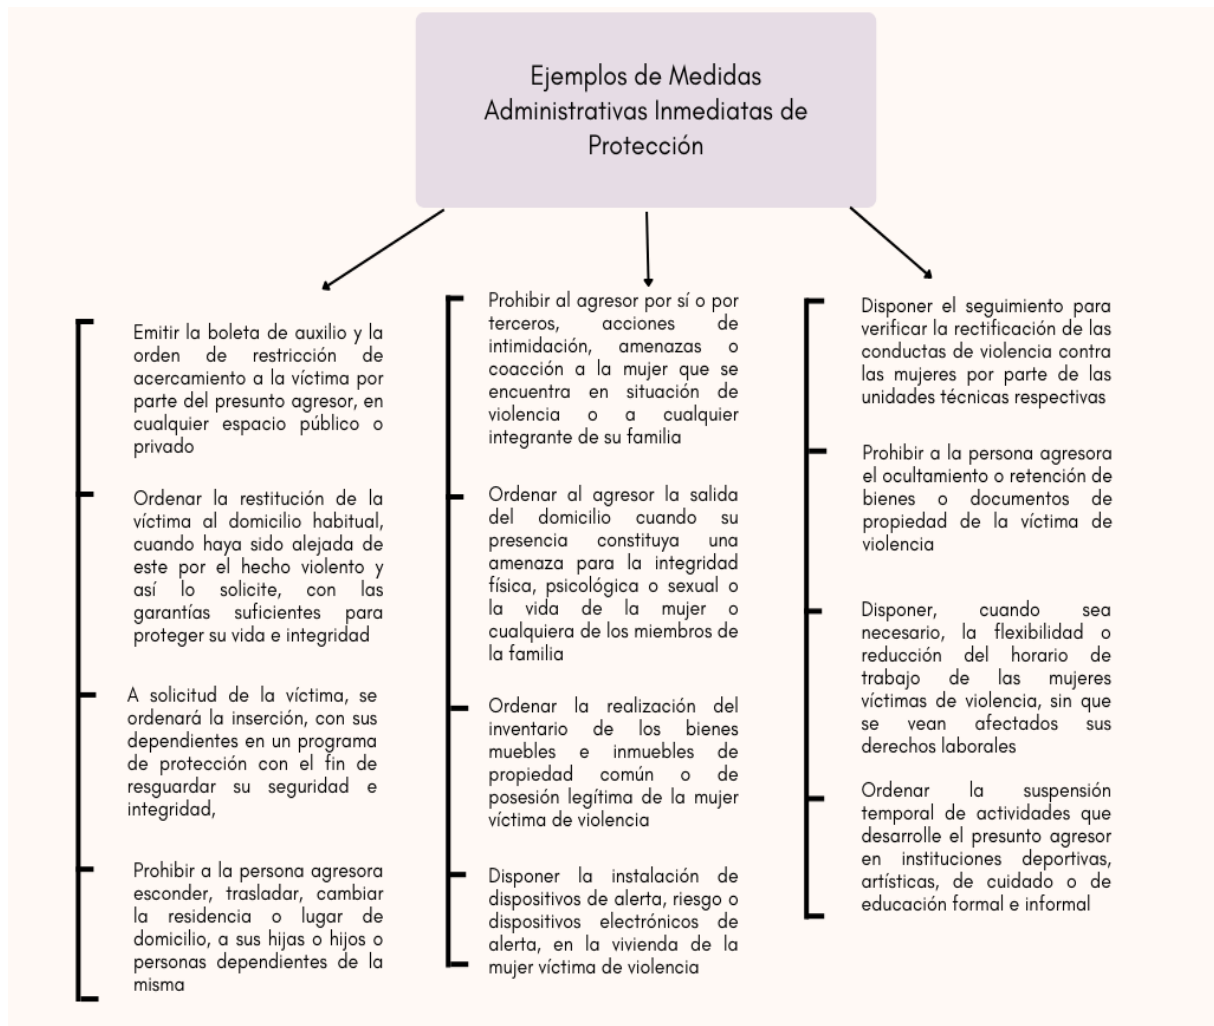 Ejemplos de Medidas
Administrativas Inmediatas de
Protección
Emitir la boleta de auxilio y la
orden de restricción de
acercamiento a la víctima por
parte del presunto agresor, en
cualquier espacio público o
privado
Ordenar la restitución de la
víctima al domicilio habitual,
cuando haya sido alejada de
este por el hecho violento y
así lo solicite, con las
garantías suficientes para
proteger su vida e integridad
A solicitud de la víctima, se
ordenará la inserción, con sus
dependientes en un programa
de protección con el fin de
resguardar su seguridad e
integridad,
Prohibir a la persona agresora
esconder, trasladar, cambiar
la residencia o lugar de
domicilio, a sus hijas o hijos o
personas dependientes de la
misma
Prohibir al agresor por sí o por
terceros, acciones de
intimidación, amenazas o
coacción a la mujer que se
encuentra en situación de
violencia o a cualquier
integrante de su familia
Ordenar al agresor la salida
del domicilio cuando su
presencia constituya una
amenaza para la integridad
física, psicológica o sexual o
la vida de la mujer o
cualquiera de los miembros de
la familia
Ordenar la realización del
inventario de los bienes
muebles e inmuebles de
propiedad común o de
posesión legítima de la mujer
víctima de violencia
Disponer la instalación de
dispositivos de alerta, riesgo o
dispositivos electrónicos de
alerta, en la vivienda de la
mujer víctima de violencia
Disponer el seguimiento para
verificar la rectificación de las
conductas de violencia contra
las mujeres por parte de las
unidades técnicas respectivas
Prohibir a la persona agresora
el ocultamiento o retención de
bienes o documentos de
propiedad de la víctima de
violencia
Disponer, cuando sea
necesario, la flexibilidad o
reducción del horario de
trabajo de las mujeres
víctimas de violencia, sin que
se vean afectados sus
derechos laborales
Ordenar la suspensión
temporal de actividades que
desarrolle el presunto agresor
en instituciones deportivas,
artísticas, de cuidado o de
educación formal e informal